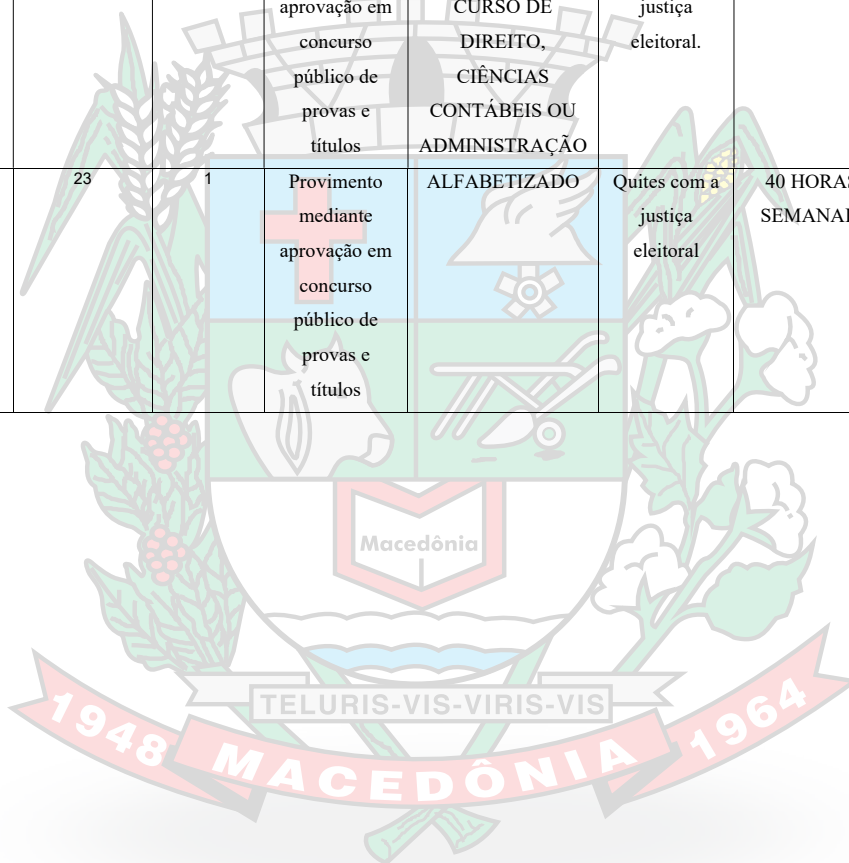 aprovação em
concurso
público de
provas e
títulos
CURSO DE
DIREITO,
CIÊNCIAS
CONTÁBEIS OU
ADMINISTRAÇÃO
justiça
eleitoral.
23
1
Provimento
mediante
aprovação em
concurso
público de
provas e
títulos
ALFABETIZADO
Quites com a
justiça
eleitoral
40 HORAS
Macedônia
TELURIS-VIS-VIRIS-VIS
1948 MACEDÔNIA 1964